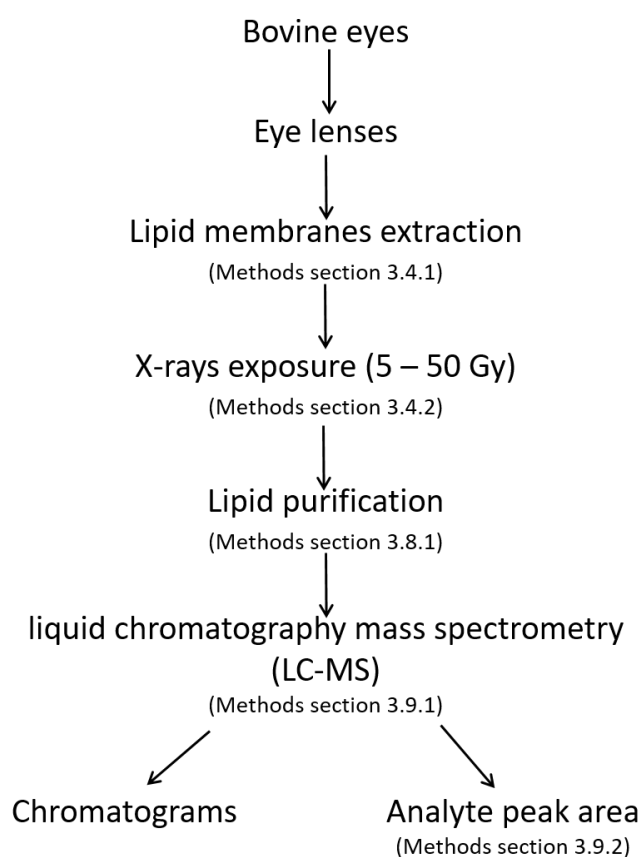 Bovine eyes
Eye lenses
Lipid membranes extraction
(Methods section 3.4.1)
X-rays exposure (5 – 50 Gy)
(Methods section 3.4.2)
Lipid purification
(Methods section 3.8.1)
liquid chromatography mass spectrometry
(LC-MS)
(Methods section 3.9.1)
Chromatograms
Analyte peak area
(Methods section 3.9.2)